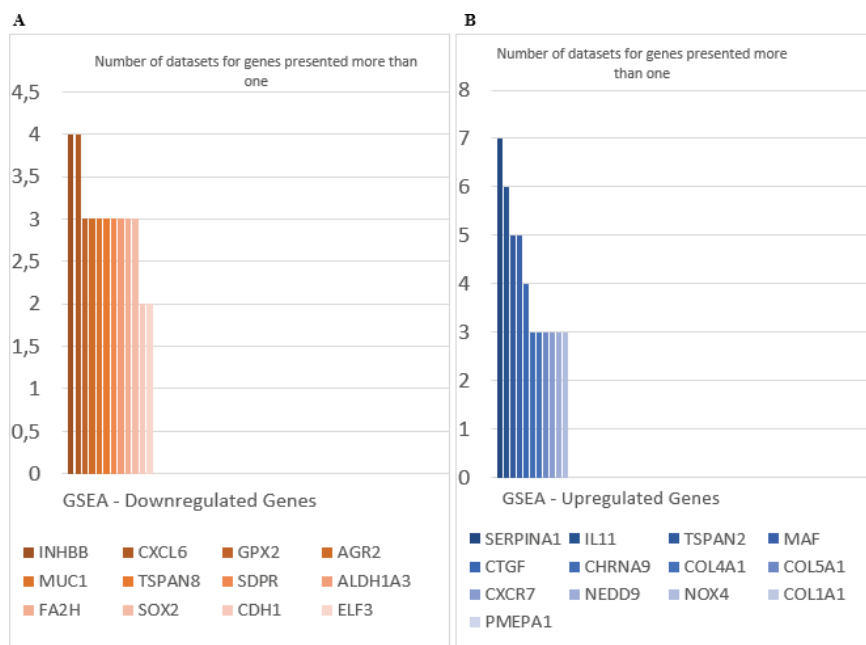 A
Number of datasets for genes presented more than
one
4,5
4
3,5
3
2,5
2
1,5
1
0,5
0
GSEA - Downregulated Genes
INHBB CXCL6 GPX2 AGR2
MUC1 TSPAN8 SDPR ALDH1A3
FA2H SOX2 CDH1 ELF3
B
Number of datasets for genes presented more
than one
8
7
6
5
4
3
2
1
0
GSEA - Upregulated Genes
SERPINA1 IL11 TSPAN2 MAF
CTGF CHRNA9 COL4A1 COL5A1
CXCR7 NEDD9 NOX4 COL1A1
PMEPA1